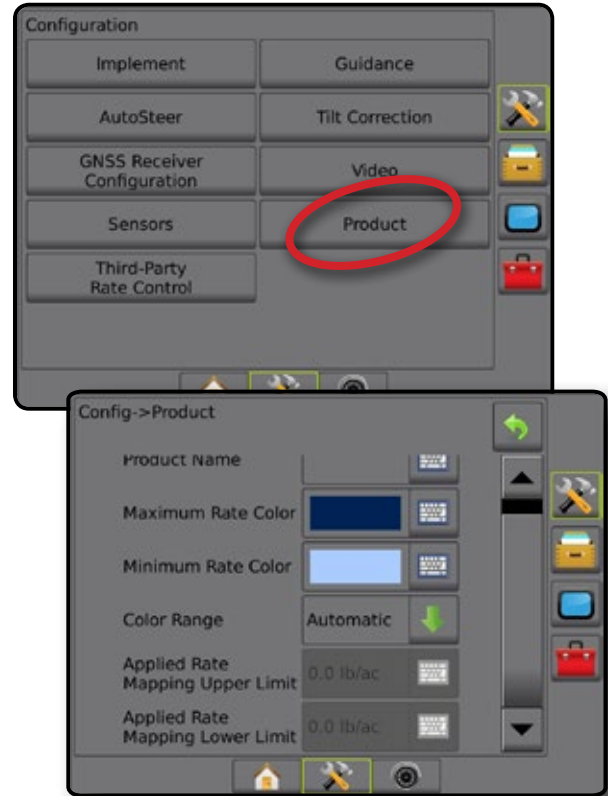 Configuration
Implement
Guidance
AutoSteer
Tilt Correction
GNSS Receiver
Configuration
Video
Sensors
Product
Third-Party
Rate Control
Config->Product
Product Name
Maximum Rate Color
Minimum Rate Color
Color Range
Automatic
Applied Rate
Mapping Upper Limit
0.0 lb/ac
Applied Rate
Mapping Lower Limit
0.0 lb/ac